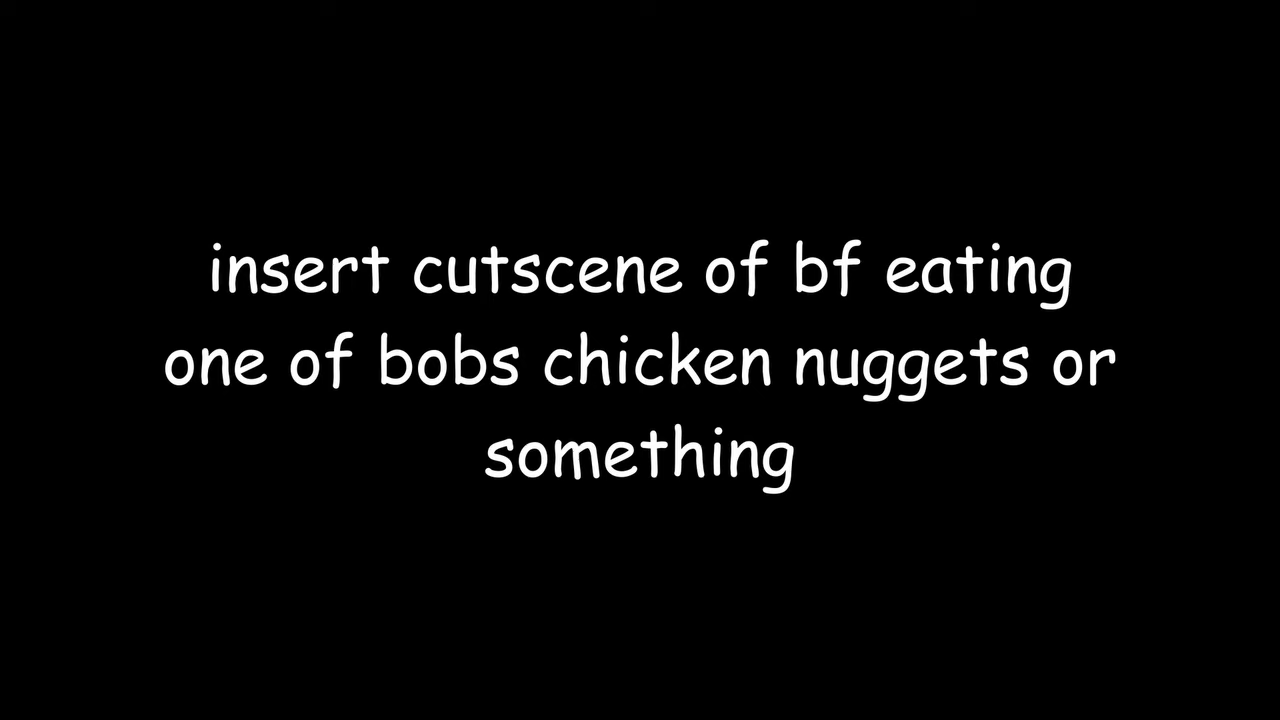 insert cutscene of bf eating
one of bobs chicken nuggets or
something